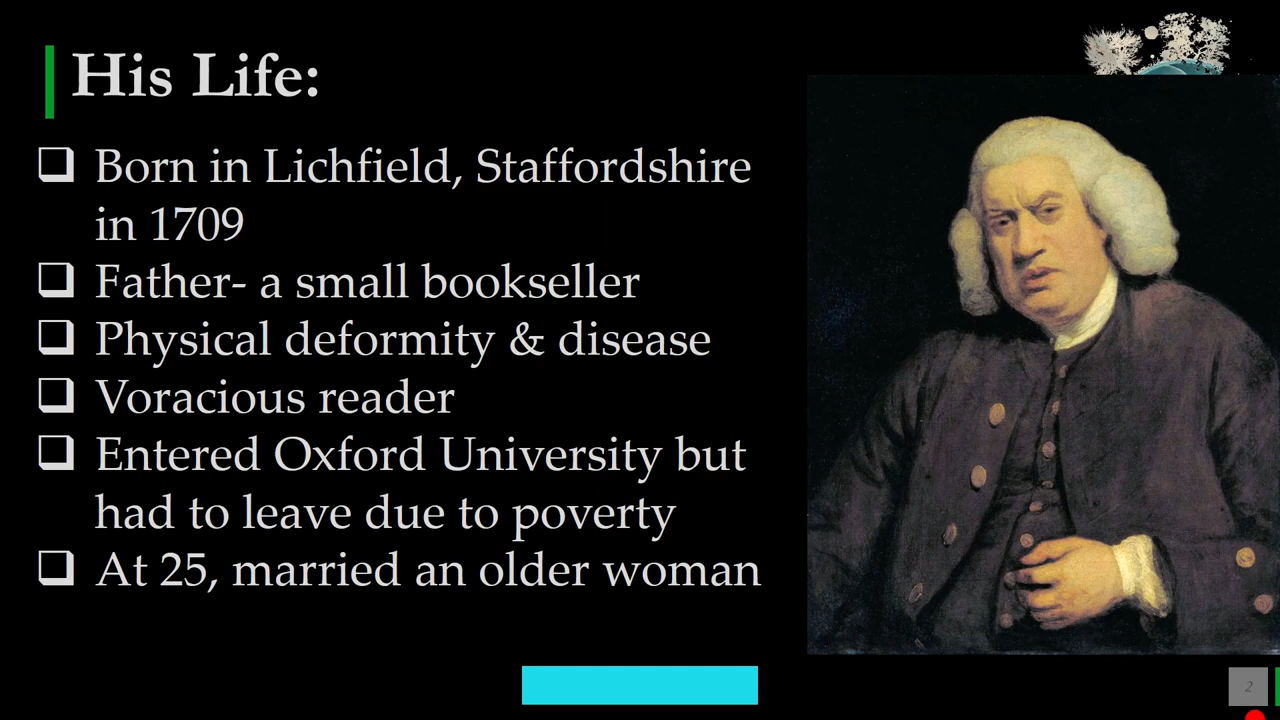 His Life:
❑ Born in Lichfield, Staffordshire
in 1709
❑ Father- a small bookseller
❑ Physical deformity & disease
❑ Voracious reader
❑ Entered Oxford University but
had to leave due to poverty
❑ At 25, married an older woman
2